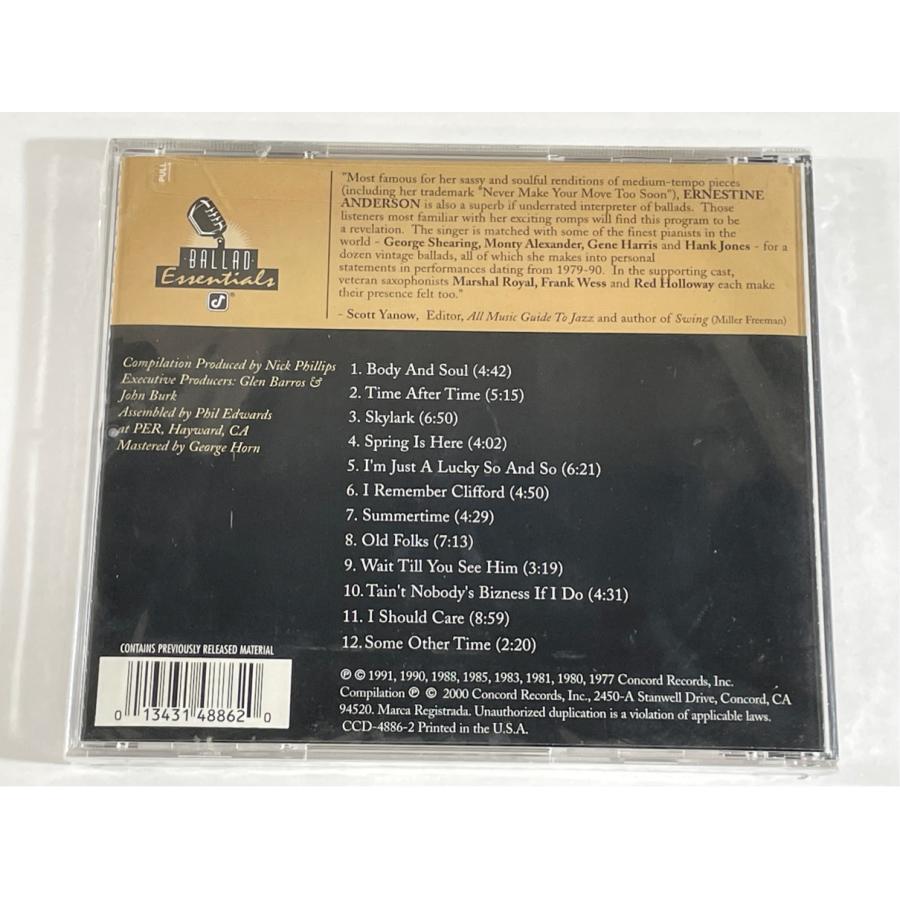 PULL
"Most famous for her sassy and soulful renditions of medium-tempo pieces
(including her trademark "Never Make Your Move Too Soon"), ERNESTINE
ANDERSON is also a superb if underrated interpreter of ballads. Those
listeners most familiar with her exciting romps will find this program to be
a revelation. The singer is matched with some of the finest pianists in the
world - George Shearing, Monty Alexander, Gene Harris and Hank Jones - for a
dozen vintage ballads, all of which she makes into personal
statements in performances dating from 1979-90. In the supporting cast,
veteran saxophonists Marshal Royal, Frank Wess and Red Holloway each make
their presence felt too."
- Scott Yanow, Editor, All Music Guide To Jazz and author of Swing (Miller Freeman)
BALLAD
Essentials
®
Compilation Produced by Nick Phillips
Executive Producers: Glen Barros &
John Burk
Assembled by Phil Edwards
at PER, Hayward, CA
Mastered by George Horn
1. Body And Soul (4:42)
2. Time After Time (5:15)
3. Skylark (6:50)
4. Spring Is Here (4:02)
5. I'm Just A Lucky So And So (6:21)
6. I Remember Clifford (4:50)
7. Summertime (4:29)
8. Old Folks (7:13)
9. Wait Till You See Him (3:19)
10. Tain't Nobody's Bizness If I Do (4:31)
11. I Should Care (8:59)
12. Some Other Time (2:20)
CONTAINS PREVIOUSLY RELEASED MATERIAL
0 13431 48862 0
℗ © 1991, 1990, 1988, 1985, 1983, 1981, 1980, 1977 Concord Records, Inc.
Compilation ℗ © 2000 Concord Records, Inc., 2450-A Stanwell Drive, Concord, CA
94520. Marca Registrada. Unauthorized duplication is a violation of applicable laws.
CCD-4886-2 Printed in the U.S.A.